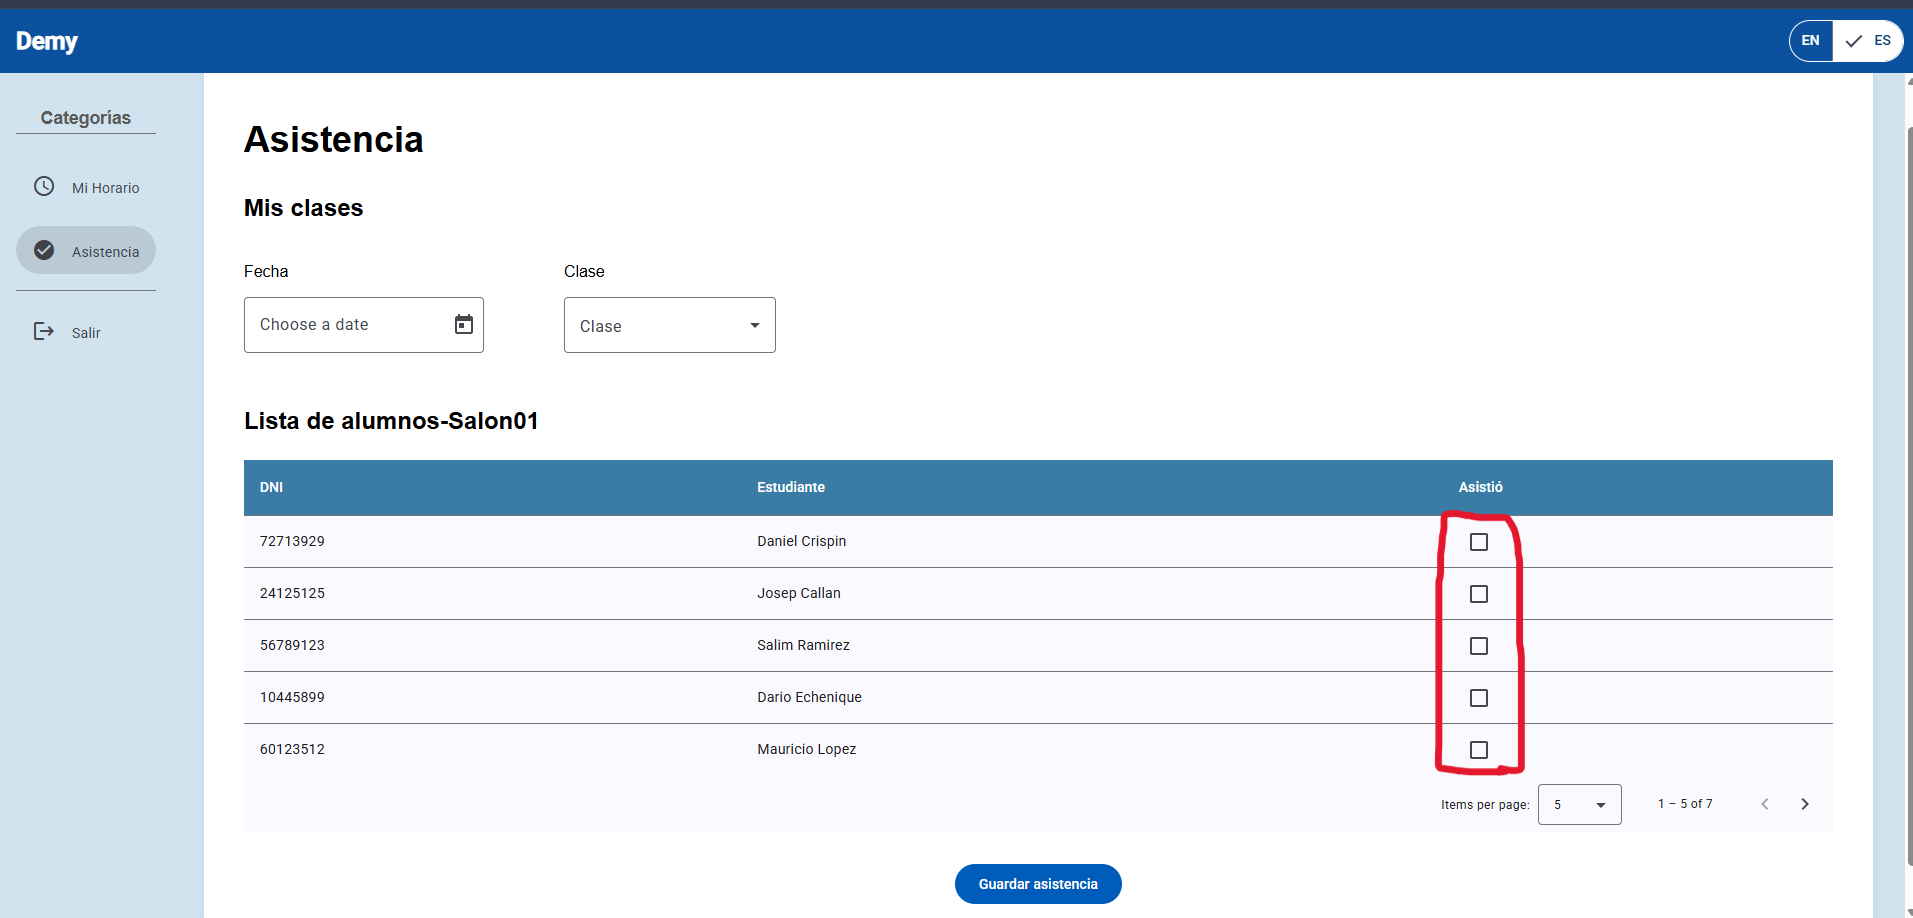 Demy
EN ES
Categorías
Mi Horario
Asistencia
Salir
Asistencia
Mis clases
Fecha Clase
Choose a date Clase
Lista de alumnos-Salon01
DNI Estudiante Asistió
72713929 Daniel Crispin
24125125 Josep Callan
56789123 Salim Ramirez
10445899 Dario Echenique
60123512 Mauricio Lopez
Items per page: 5 1 – 5 of 7
Guardar asistencia